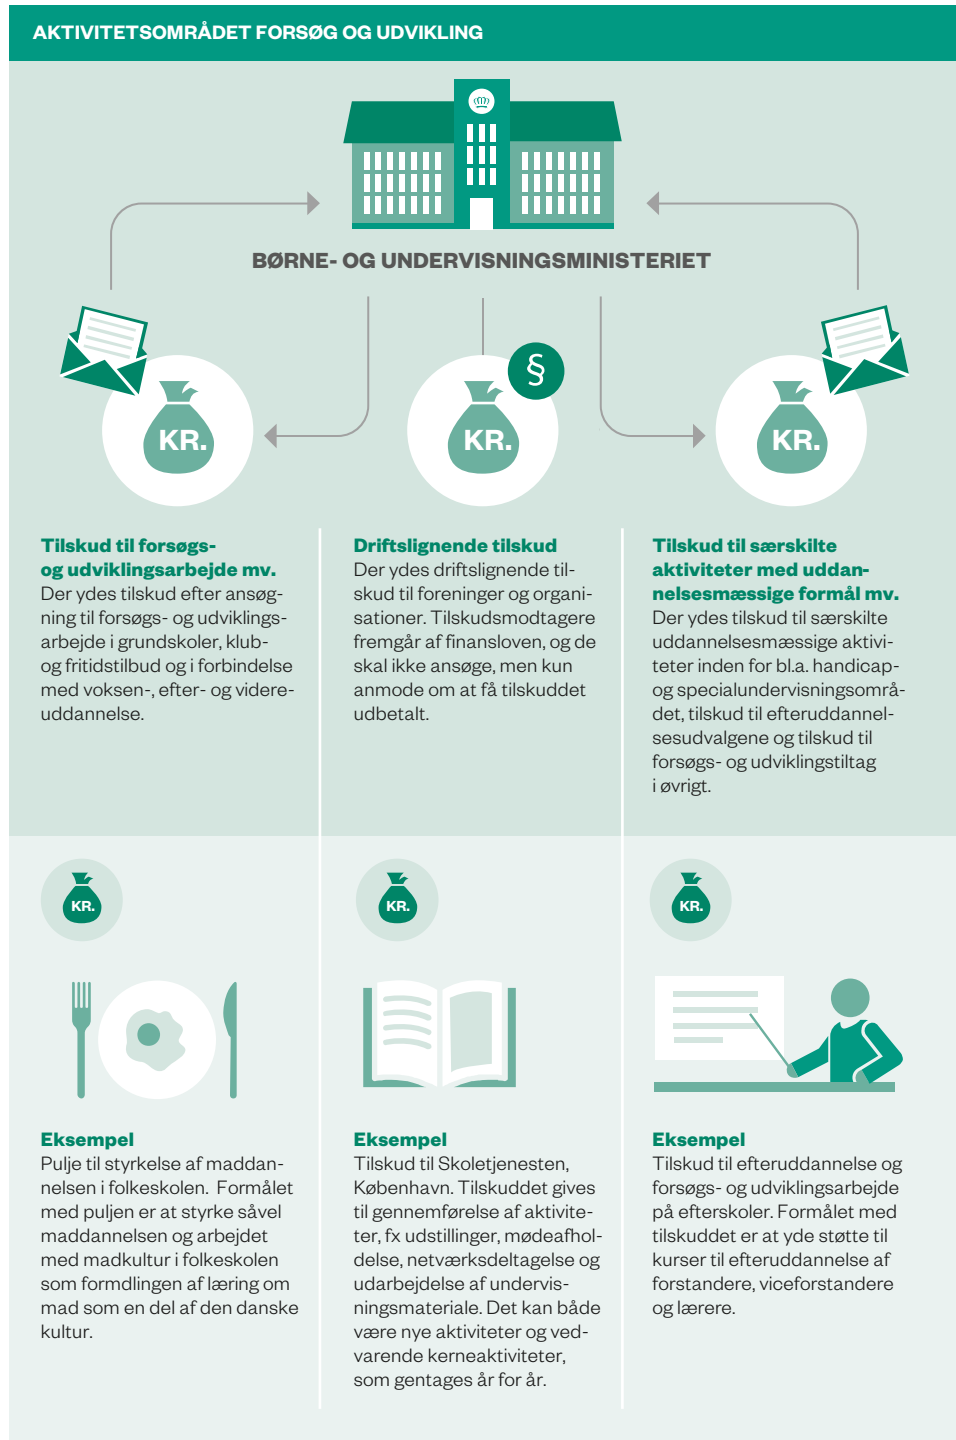 AKTIVITETSOMRÅDET FORSØG OG UDVIKLING
BØRNE- OG UNDERVISNINGSMINISTERIET
§
KR.
KR.
KR.
Tilskud til forsøgs-
og udviklingsarbejde mv.
Der ydes tilskud efter ansøg-
ning til forsøgs- og udviklings-
arbejde i grundskoler, klub-
og fritidstilbud og i forbindelse
med voksen-, efter- og videre-
uddannelse.
Driftslignende tilskud
Der ydes driftslignende til-
skud til foreninger og organi-
sationer. Tilskudsmodtagere
fremgår af finansloven, og de
skal ikke ansøge, men kun
anmode om at få tilskuddet
udbetalt.
Tilskud til særskilte
aktiviteter med uddan-
nelsesmæssige formål mv.
Der ydes tilskud til særskilte
uddannelsesmæssige aktivi-
teter inden for bl.a. handicap-
og specialundervisningsområ-
det, tilskud til efteruddannel-
sesudvalgene og tilskud til
forsøgs- og udviklingstiltag
i øvrigt.
KR.
KR.
KR.
Eksempel
Pulje til styrkelse af maddan-
nelsen i folkeskolen.  Formålet
med puljen er at styrke såvel
maddannelsen og arbejdet
med madkultur i folkeskolen
som formdlingen af læring om
mad som en del af den danske
kultur.
Eksempel
Tilskud til Skoletjenesten,
København. Tilskuddet gives
til gennemførelse af aktivite-
ter, fx udstillinger, mødeafhol-
delse, netværksdeltagelse og
udarbejdelse af undervis-
ningsmateriale. Det kan både
være nye aktiviteter og ved-
varende kerneaktiviteter,
som gentages år for år.
Eksempel
Tilskud til efteruddannelse og
forsøgs- og udviklingsarbejde
på efterskoler. Formålet med
tilskuddet er at yde støtte til
kurser til efteruddannelse af
forstandere, viceforstandere
og lærere.